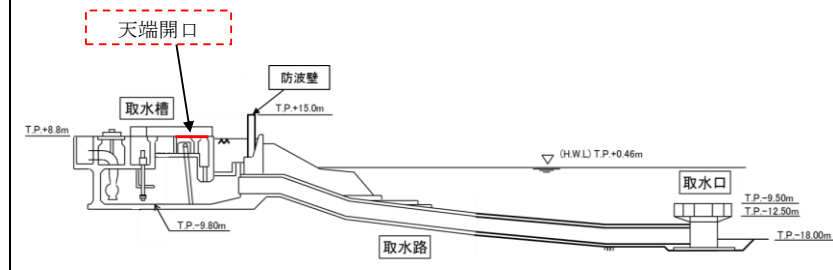 天端開口
防波壁
取水槽
T.P.+15.0m
T.P.+8.8m
(H.W.L) T.P.+0.46m
取水口
T.P.-9.50m
T.P.-12.50m
T.P.-9.80m
T.P.-18.00m
取水路